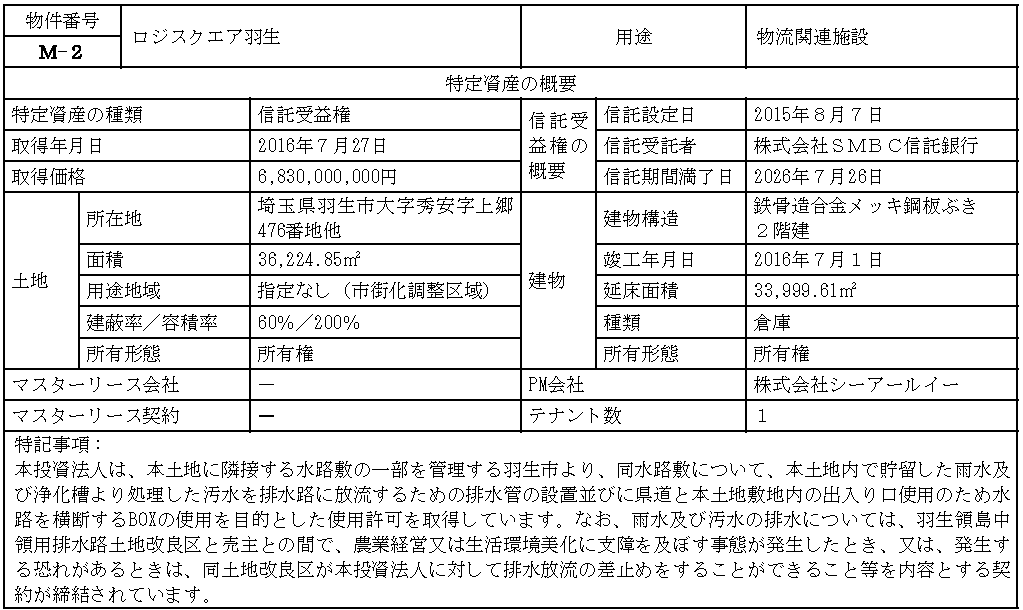 物件番号
M-2
ロジスクエア羽生
用途
物流関連施設
特定資産の概要
特定資産の種類
信託受益権
信託受
益権の
概要
信託設定日
2015年8月7日
取得年月日
2016年7月27日
信託受託者
株式会社SMBC信託銀行
取得価格
6,830,000,000円
信託期間満了日
2026年7月26日
土地
所在地
埼玉県羽生市大字秀安字上郷
476番地他
建物
建物構造
鉄骨造合金メッキ鋼板ぶき
2階建
面積
36,224.85㎡
竣工年月日
2016年7月1日
用途地域
指定なし（市街化調整区域）
延床面積
33,999.61㎡
建蔽率／容積率
60%／200%
種類
倉庫
所有形態
所有権
所有形態
所有権
マスターリース会社
－
PM会社
株式会社シーアールイー
マスターリース契約
－
テナント数
1
特記事項：
本投資法人は、本土地に隣接する水路敷の一部を管理する羽生市より、同水路敷について、本土地内で貯留した雨水及
び浄化槽より処理した汚水を排水路に放流するための排水管の設置並びに県道と本土地敷地内の出入り口使用のため水
路を横断するBOXの使用を目的とした使用許可を取得しています。なお、雨水及び汚水の排水については、羽生領島中
領用排水路土地改良区と売主との間で、農業経営又は生活環境美化に支障を及ぼす事態が発生したとき、又は、発生す
る恐れがあるときは、同土地改良区が本投資法人に対して排水放流の差止めをすることができること等を内容とする契
約が締結されています。